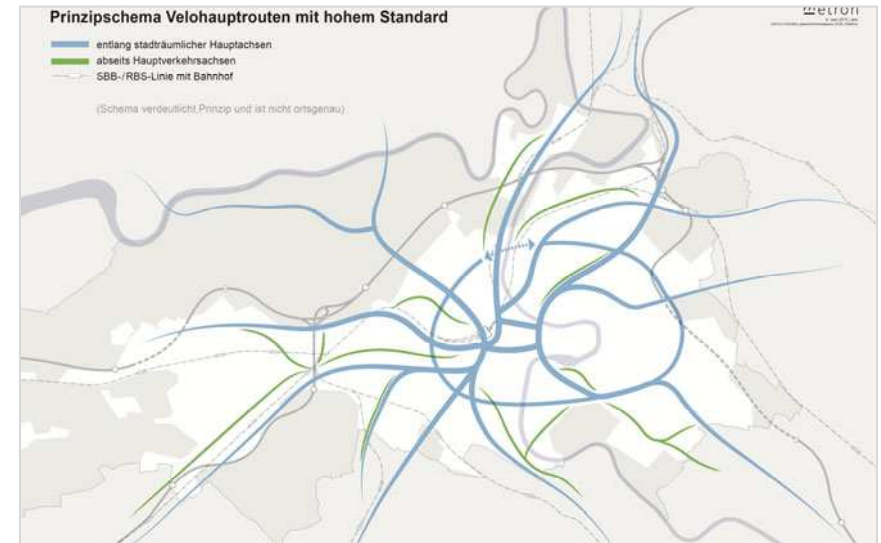 Prinzipschema Velohauptrouten mit hohem Standard
metron
entlang stadträumlicher Hauptachsen
abseits Hauptverkehrsachsen
SBB-/RBS-Linie mit Bahnhof
(Schema verdeutlicht Prinzip und ist nicht ortsgenau)